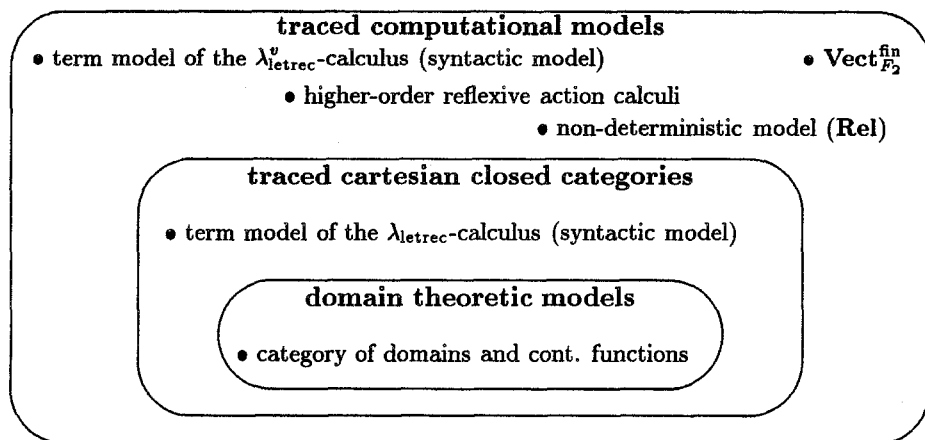 traced computational models
• term model of the λᵛ_letrec-calculus (syntactic model) • Vect^fin_F₂
• higher-order reflexive action calculi
• non-deterministic model (Rel)
traced cartesian closed categories
• term model of the λ_letrec-calculus (syntactic model)
domain theoretic models
• category of domains and cont. functions